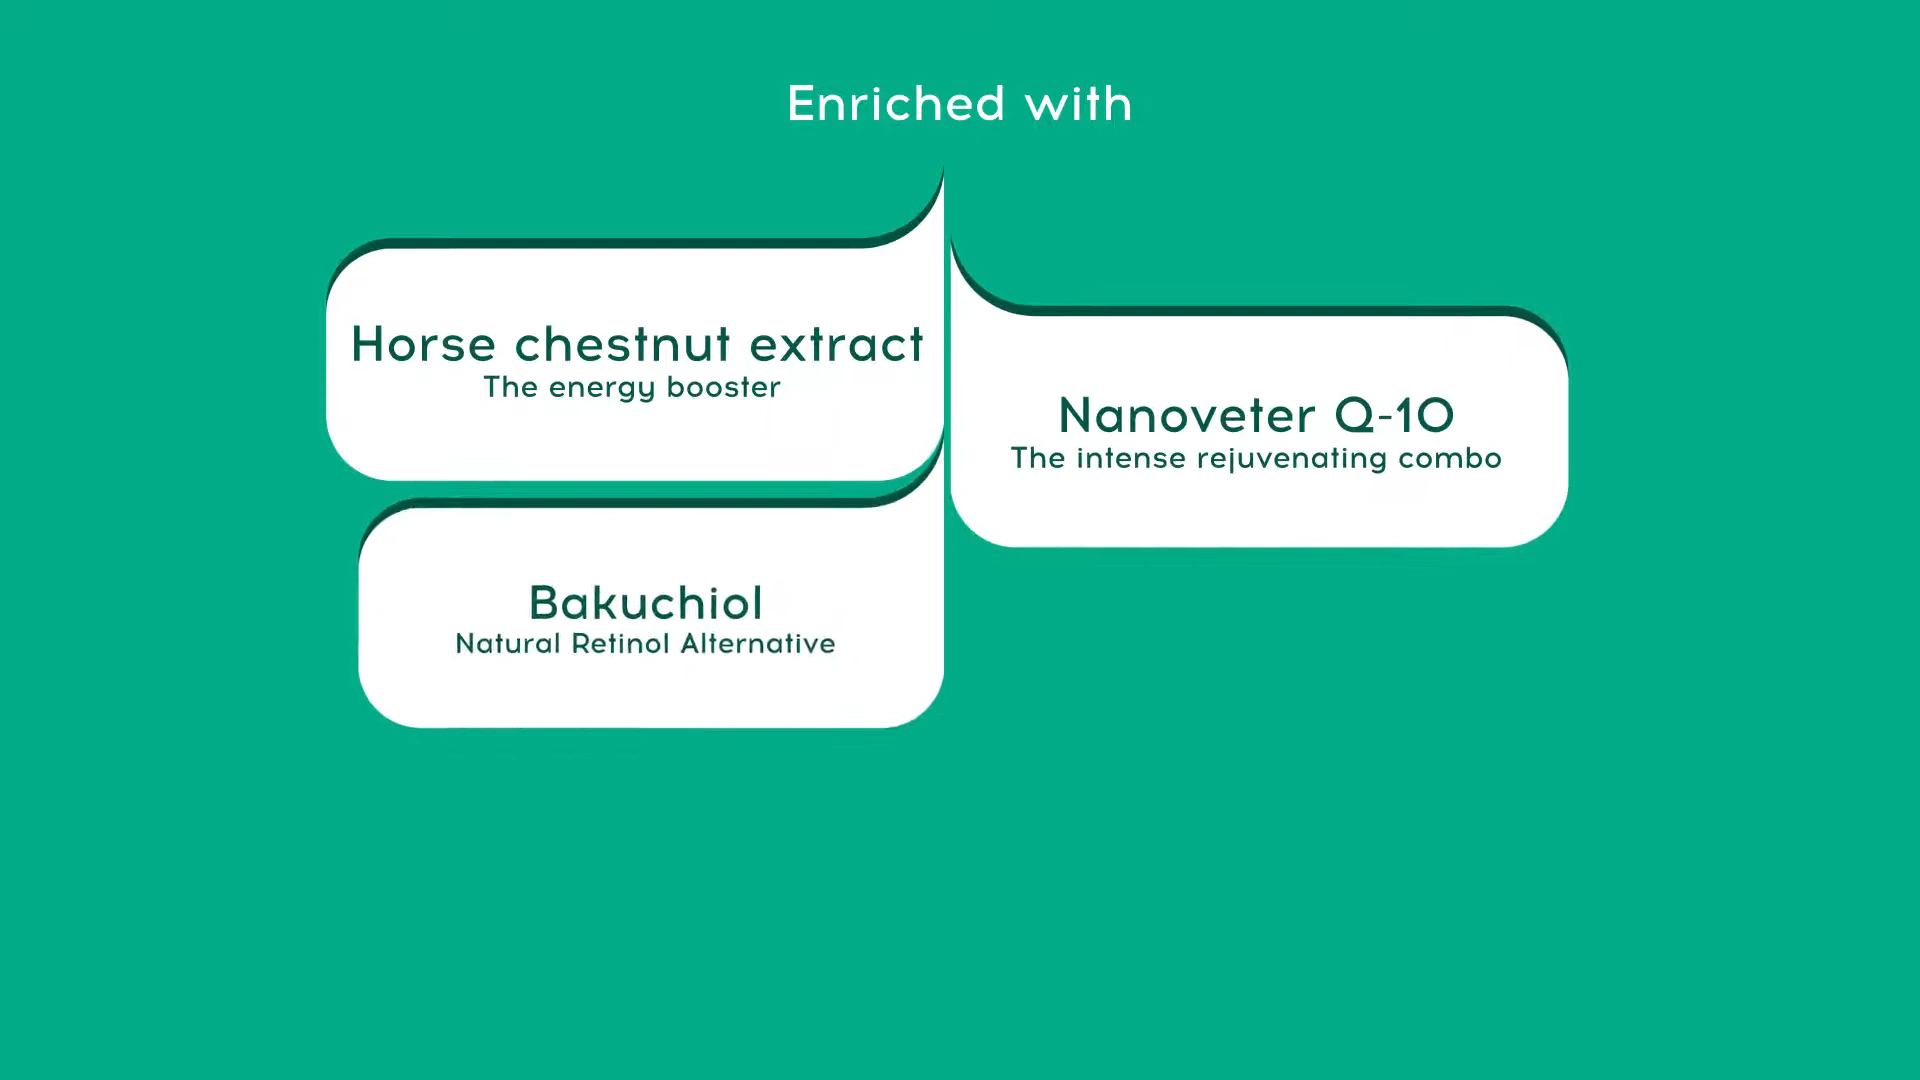 Enriched with
Horse chestnut extract
The energy booster
Nanoveter Q-10
The intense rejuvenating combo
Bakuchiol
Natural Retinol Alternative